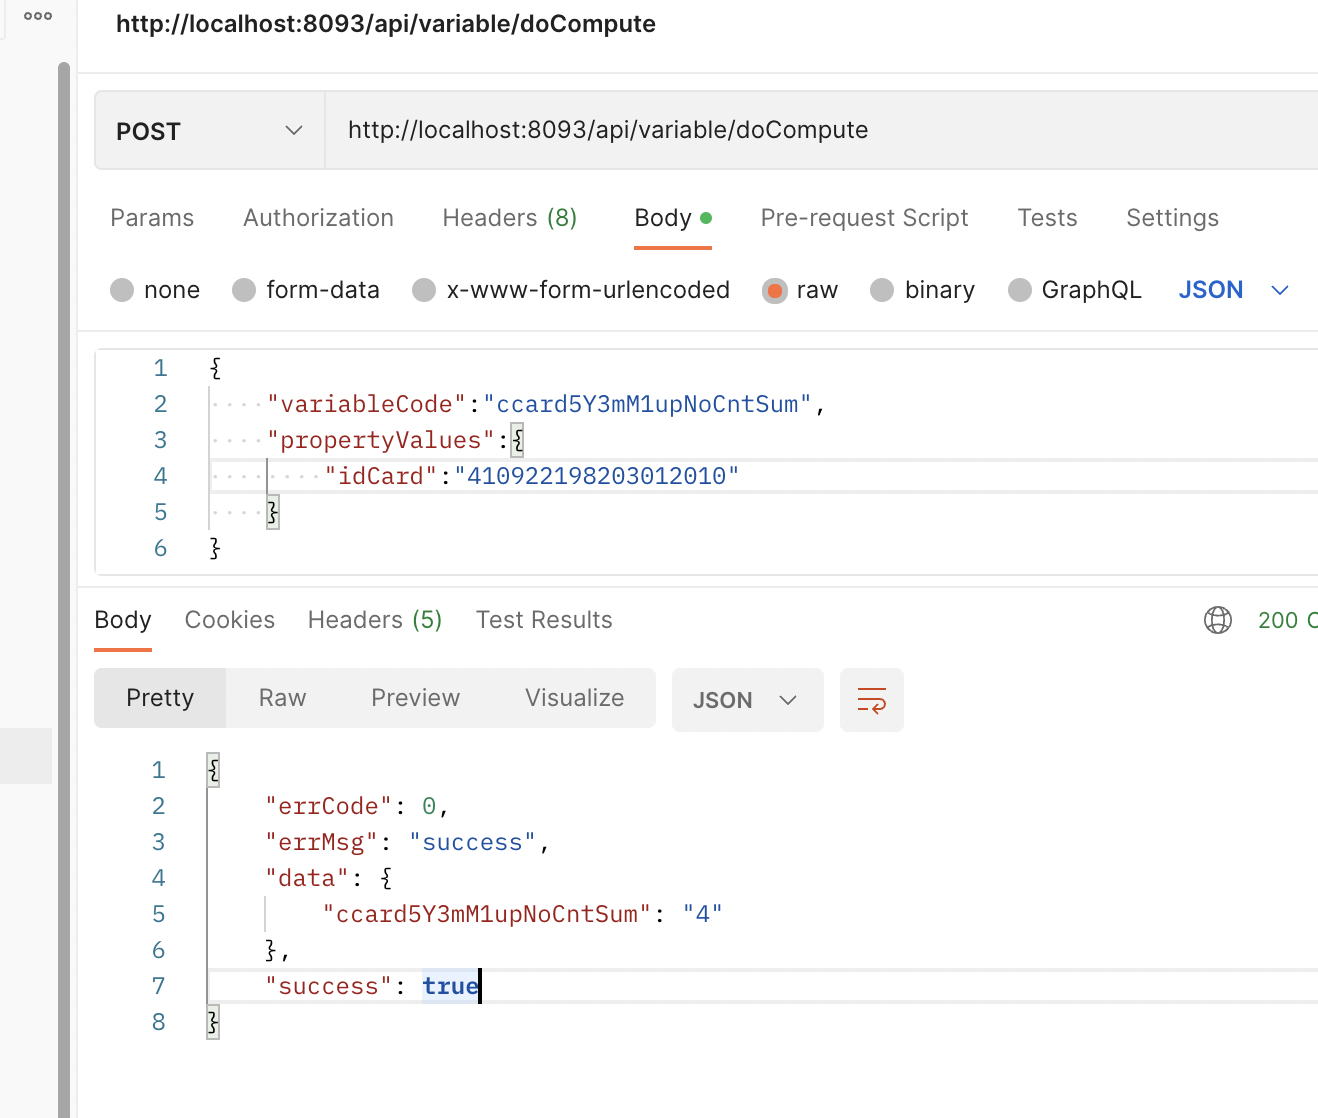 http://localhost:8093/api/variable/doCompute
POST http://localhost:8093/api/variable/doCompute
Params Authorization Headers (8) Body Pre-request Script Tests Settings
none form-data x-www-form-urlencoded raw binary GraphQL JSON
1 {
2 "variableCode":"ccard5Y3mM1upNoCntSum",
3 "propertyValues":{
4 "idCard":"410922198203012010"
5 }
6 }
Body Cookies Headers (5) Test Results 200
Pretty Raw Preview Visualize JSON
1 {
2 "errCode": 0,
3 "errMsg": "success",
4 "data": {
5 "ccard5Y3mM1upNoCntSum": "4"
6 },
7 "success": true
8 }